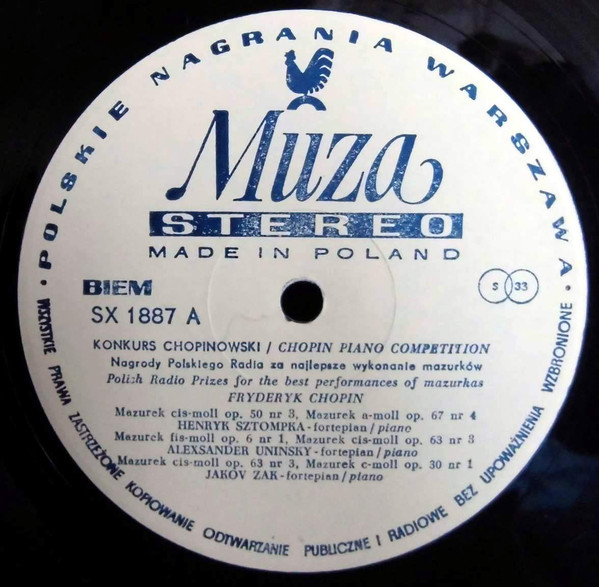 • POLSKIE NAGRANIA WARSZAWA •
Muza
STEREO
MADE IN POLAND
BIEM
S 33
SX 1887 A
KONKURS CHOPINOWSKI / CHOPIN PIANO COMPETITION
Nagrody Polskiego Radia za najlepsze wykonanie mazurków
Polish Radio Prizes for the best performances of mazurkas
FRYDERYK CHOPIN
Mazurek cis-moll op. 50 nr 3, Mazurek a-moll op. 67 nr 4
HENRYK SZTOMPKA - fortepian / piano
Mazurek fis-moll op. 6 nr 1, Mazurek cis-moll op. 63 nr 3
ALEXSANDER UNINSKY - fortepian / piano
Mazurek cis-moll op. 63 nr 3, Mazurek c-moll op. 30 nr 1
JAKOV ZAK - fortepian / piano
WSZYSTKIE PRAWA ZASTRZEŻONE KOPIOWANIE ODTWARZANIE PUBLICZNE I RADIOWE BEZ UPOWAŻNIENIA WZBRONIONE